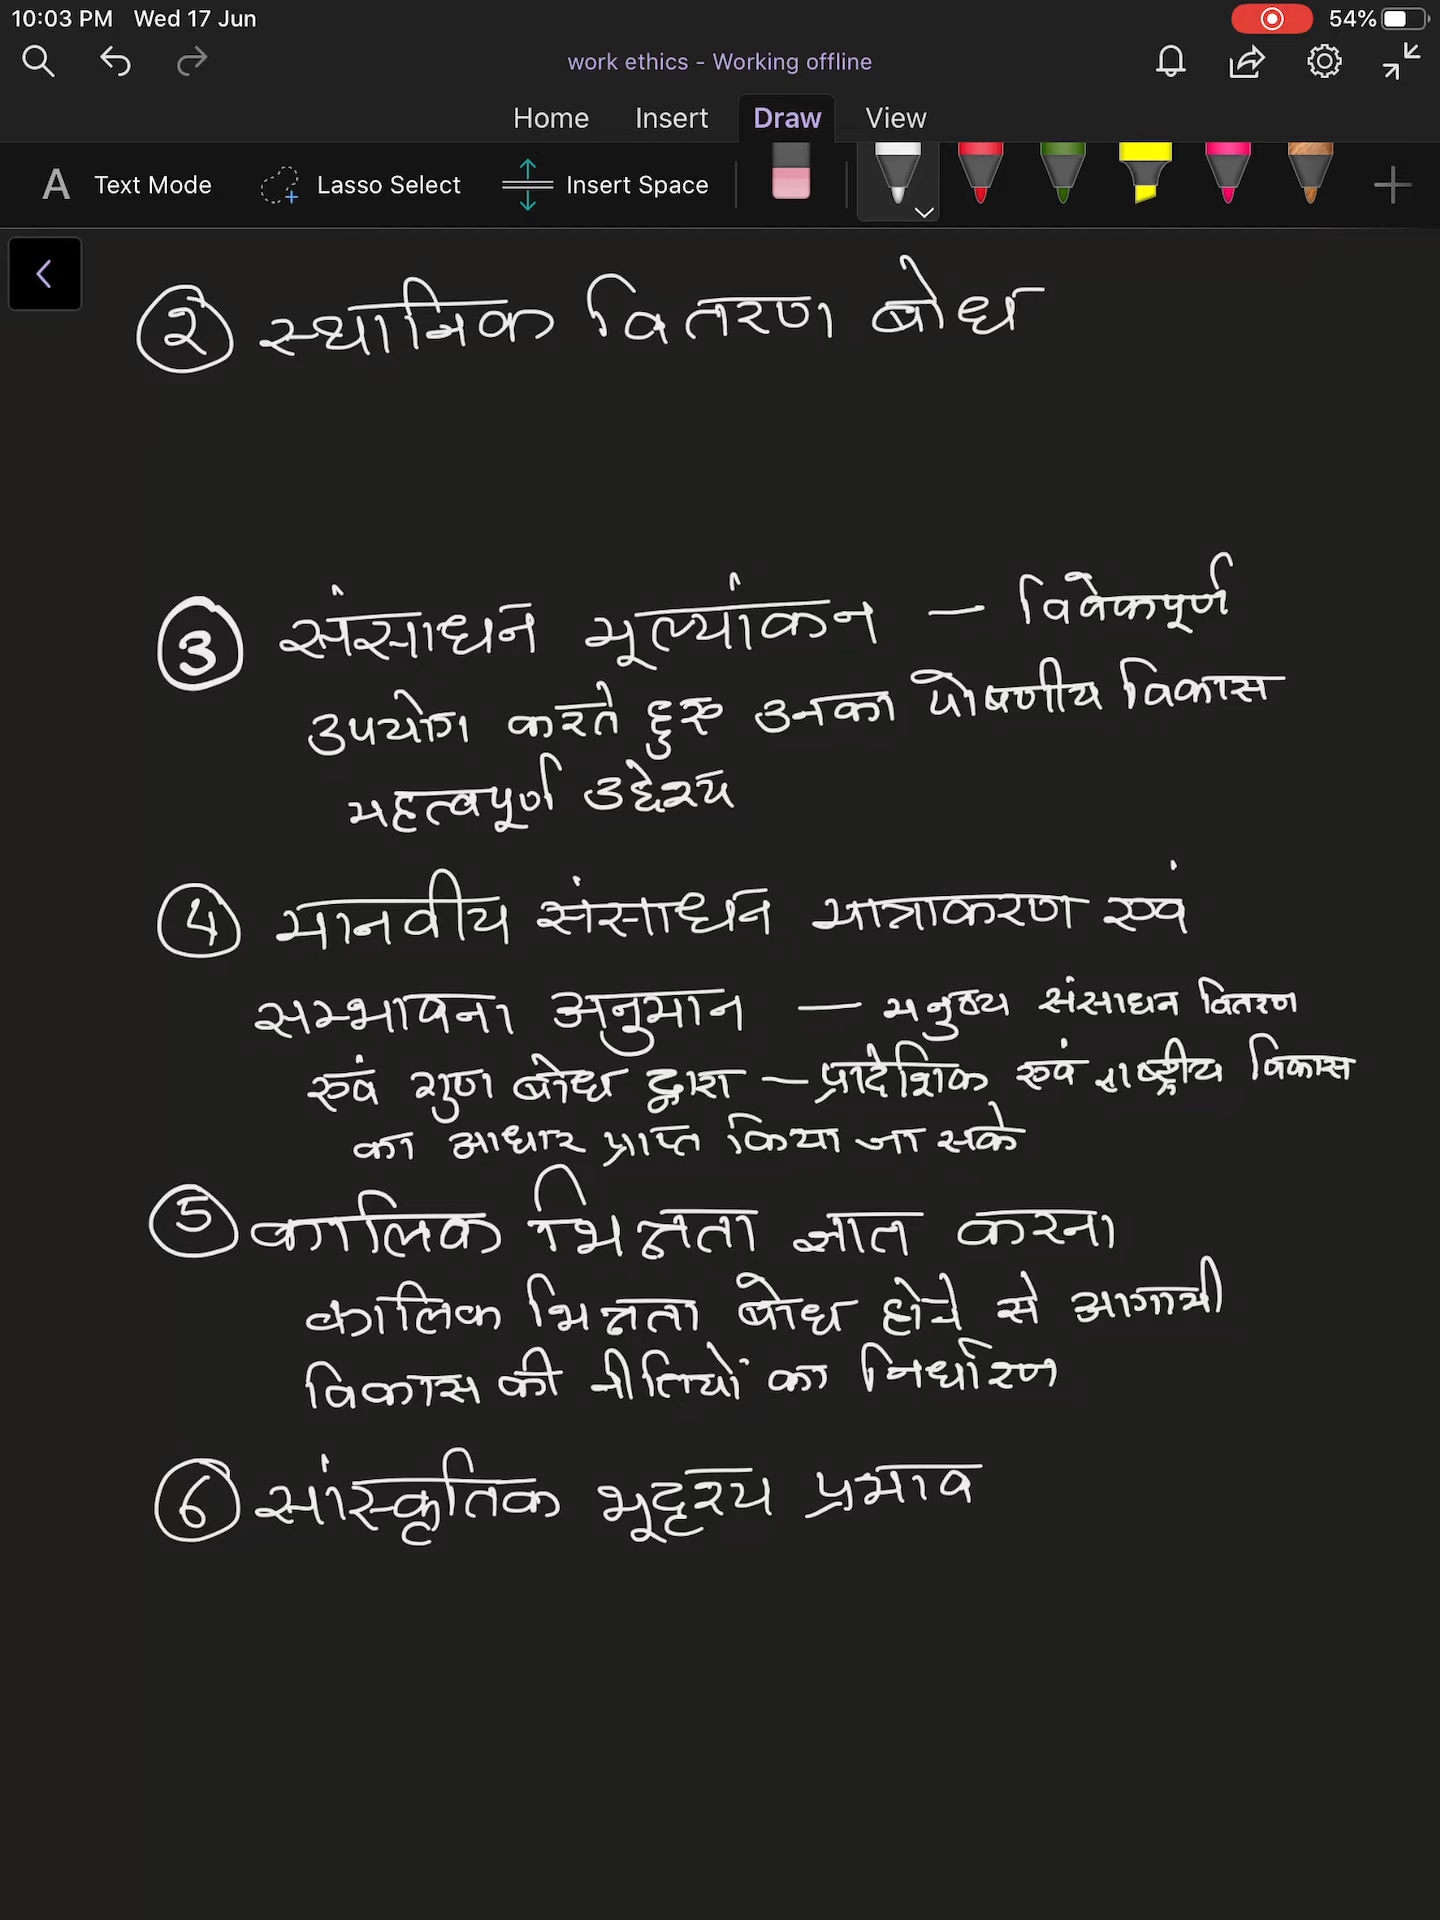 10:03 PM Wed 17 Jun 54%
work ethics - Working offline
Home Insert Draw View
A Text Mode Lasso Select Insert Space
२ स्थानिक वितरण बोध
3 संसाधन मूल्यांकन — विवेकपूर्ण
उपयोग करते हुए उनका पोषणीय विकास
महत्वपूर्ण उद्देश्य
4 मानवीय संसाधन मात्राकरण एवं
सम्भावना अनुमान — मनुष्य संसाधन वितरण
एवं गुण बोध द्वारा — प्रादेशिक एवं राष्ट्रीय विकास
का आधार प्राप्त किया जा सके
5 कालिक भिन्नता ज्ञात करना
कालिक भिन्नता बोध होने से आगामी
विकास की नीतियों का निर्धारण
6 सांस्कृतिक भूदृश्य प्रभाव